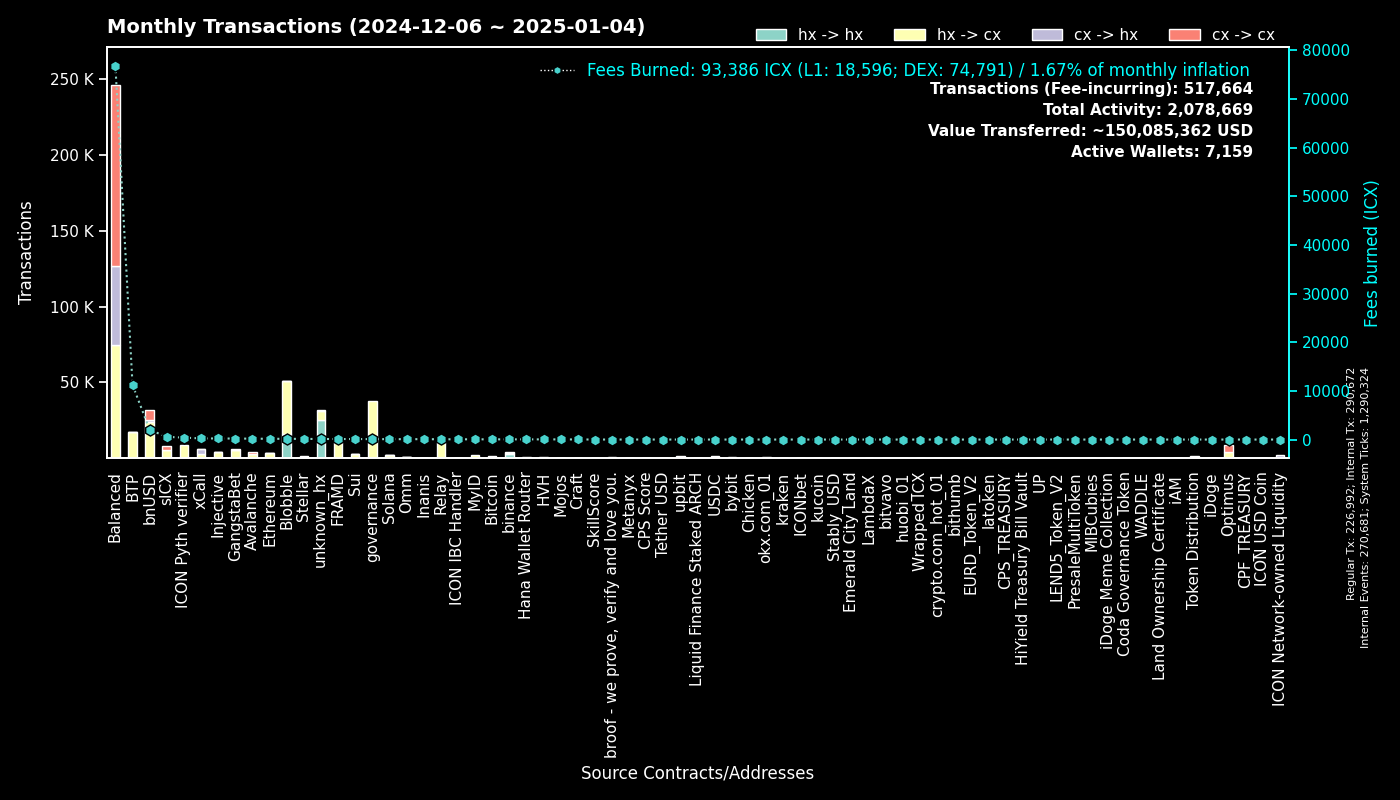 Monthly Transactions (2024-12-06 ~ 2025-01-04)
hx -> hx
hx -> cx
cx -> hx
cx -> cx
Fees Burned: 93,386 ICX (L1: 18,596; DEX: 74,791) / 1.67% of monthly inflation
Transactions (Fee-incurring): 517,664
Total Activity: 2,078,669
Value Transferred: ~150,085,362 USD
Active Wallets: 7,159
Transactions
250 K
200 K
150 K
100 K
50 K
80000
70000
60000
50000
40000
30000
20000
10000
0
Fees burned (ICX)
Regular Tx: 226,992; Internal Tx: 290,672
Internal Events: 270,681; System Ticks: 1,290,324
Balanced
BTP
bnUSD
sICX
ICON Pyth verifier
xCall
Injective
GangstaBet
Avalanche
Ethereum
Blobble
Stellar
unknown_hx
FRAMD
Sui
governance
Solana
Omm
Inanis
Relay
ICON IBC Handler
MyID
Bitcoin
binance
Hana Wallet Router
HVH
Mojos
Craft
SkillScore
broof - we prove, verify and love you.
Metanyx
CPS Score
Tether USD
upbit
Liquid Finance Staked ARCH
USDC
bybit
Chicken
okx.com_01
kraken
ICONbet
kucoin
Stably_USD
Emerald City Land
LambdaX
bitvavo
huobi_01
Wrapped TCX
crypto.com_hot_01
bithumb
EURD_Token_V2
latoken
CPS_TREASURY
HiYield Treasury Bill Vault
UP
LEND5_Token_V2
PresaleMultiToken
MIBCubies
iDoge Meme Collection
Coda Governance Token
WADDLE
Land Ownership Certificate
iAM
Token Distribution
iDoge
Optimus
CPF_TREASURY
ICON USD Coin
ICON Network-owned Liquidity
Source Contracts/Addresses